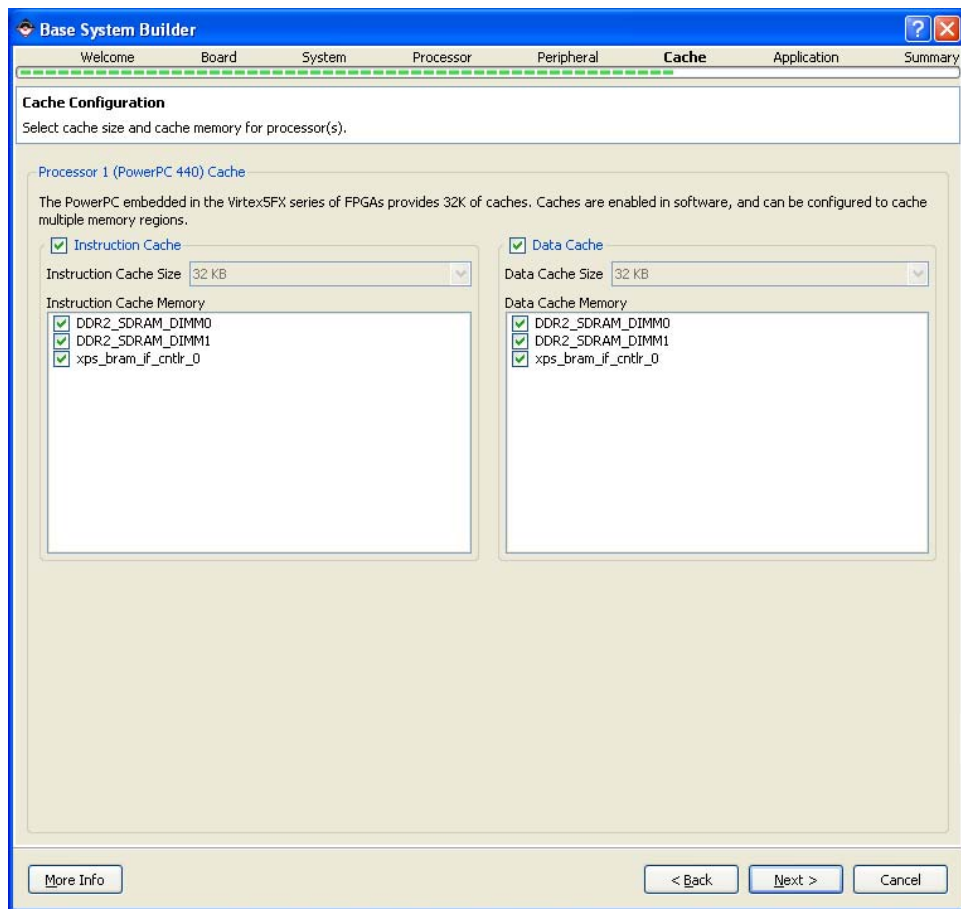 Base System Builder
Welcome Board System Processor Peripheral Cache Application Summary
Cache Configuration
Select cache size and cache memory for processor(s).
Processor 1 (PowerPC 440) Cache
The PowerPC embedded in the Virtex5FX series of FPGAs provides 32K of caches. Caches are enabled in software, and can be configured to cache
multiple memory regions.
Instruction Cache
Instruction Cache Size 32 KB
Instruction Cache Memory
DDR2_SDRAM_DIMM0
DDR2_SDRAM_DIMM1
xps_bram_if_cntlr_0
Data Cache
Data Cache Size 32 KB
Data Cache Memory
DDR2_SDRAM_DIMM0
DDR2_SDRAM_DIMM1
xps_bram_if_cntlr_0
More Info
< Back
Next >
Cancel